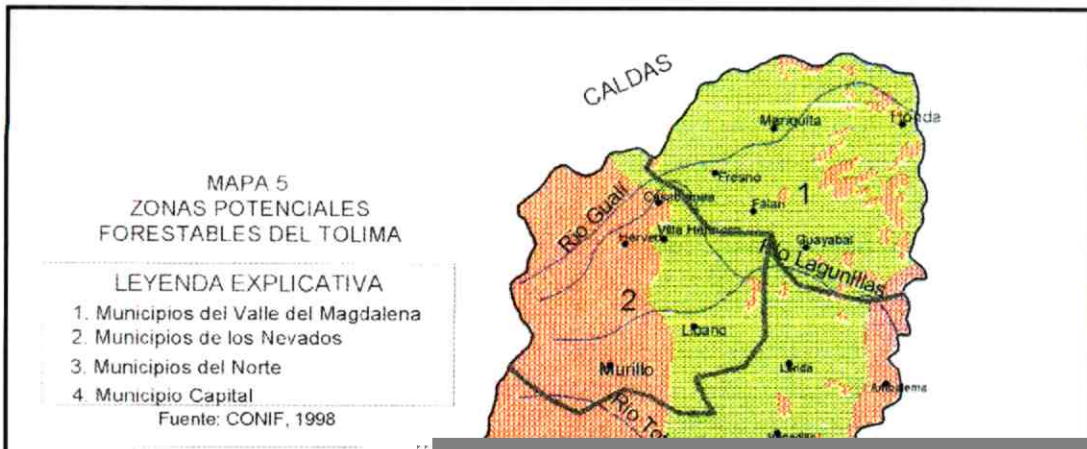 MAPA 5
ZONAS POTENCIALES
FORESTABLES DEL TOLIMA
LEYENDA EXPLICATIVA
1. Municipios del Valle del Magdalena
2. Municipios de los Nevados
3. Municipios del Norte
4. Municipio Capital
Fuente: CONIF, 1998
CALDAS
Mariquita
Honda
Fresno
Casabianca
Falan
1
Rio Gualí
Herveo
Villa Hermosa
Guayabal
Rio Lagunillas
2
Libano
Murillo
Lérida
Ambalema
Rio